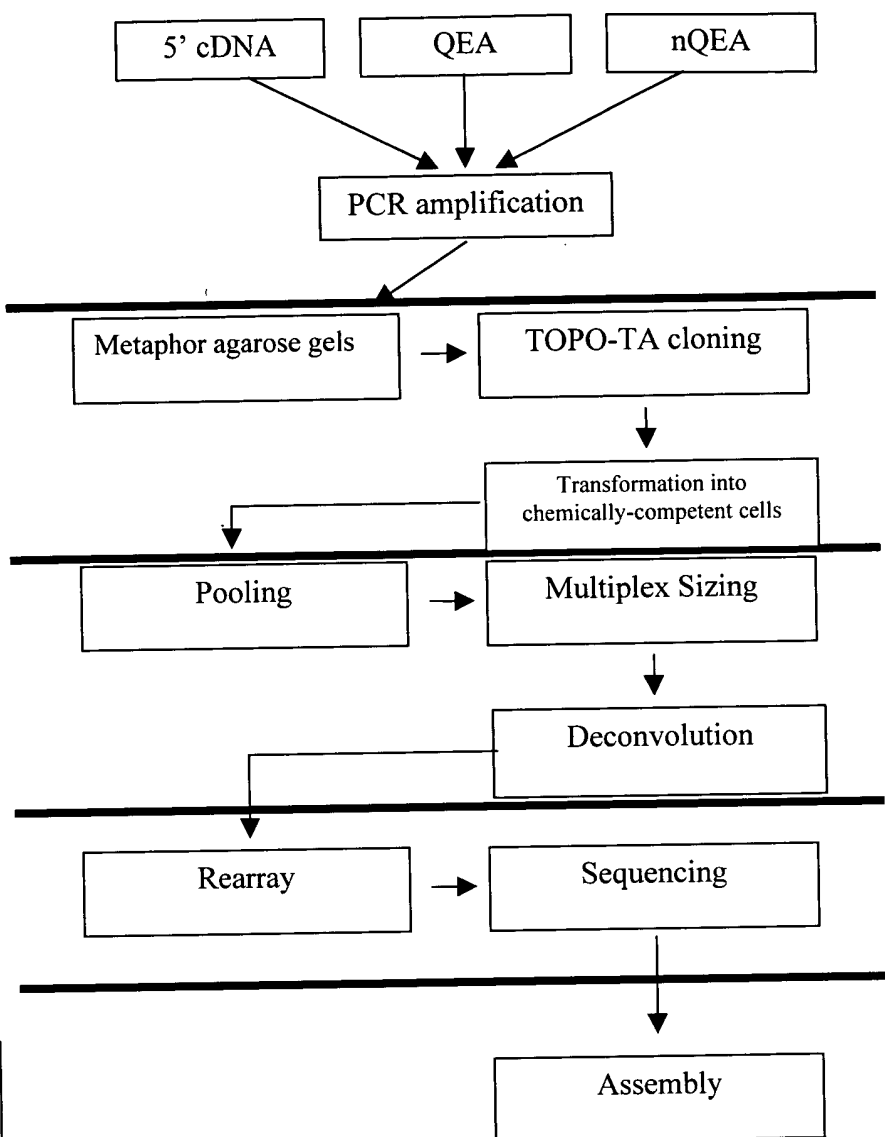 5’ cDNA
QEA
nQEA
PCR amplification
Metaphor agarose gels
TOPO-TA cloning
Transformation into
chemically-competent cells
Pooling
Multiplex Sizing
Deconvolution
Rearray
Sequencing
Assembly